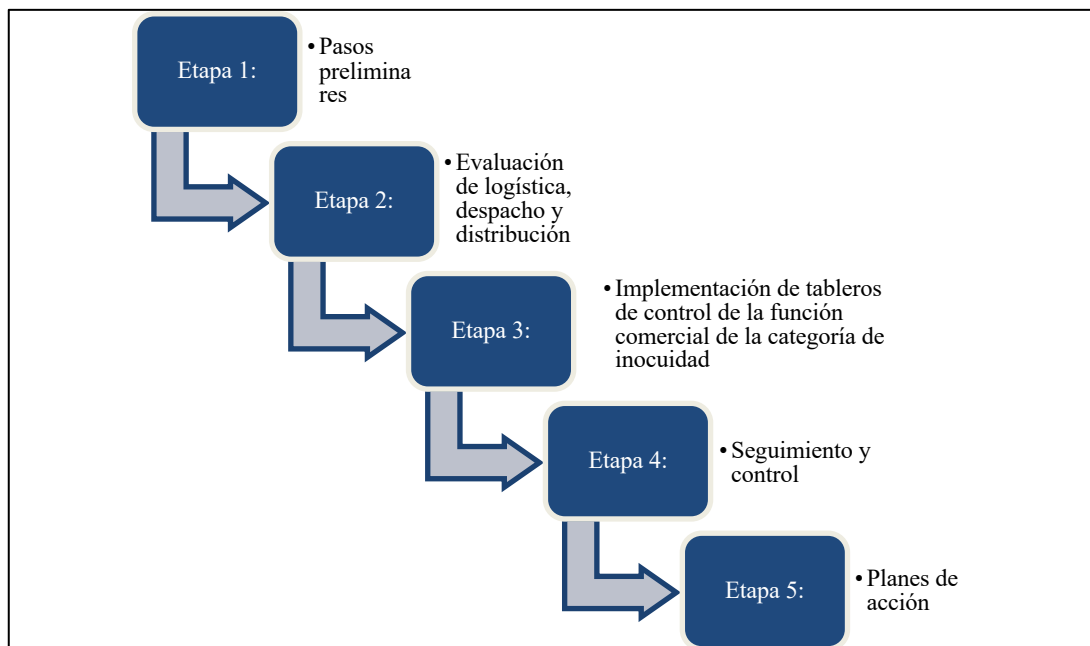 Etapa 1:
• Pasos
prelimina
res
Etapa 2:
• Evaluación
de logística,
despacho y
distribución
Etapa 3:
• Implementación de tableros
de control de la función
comercial de la categoría de
inocuidad
Etapa 4:
• Seguimiento y
control
Etapa 5:
• Planes de
acción